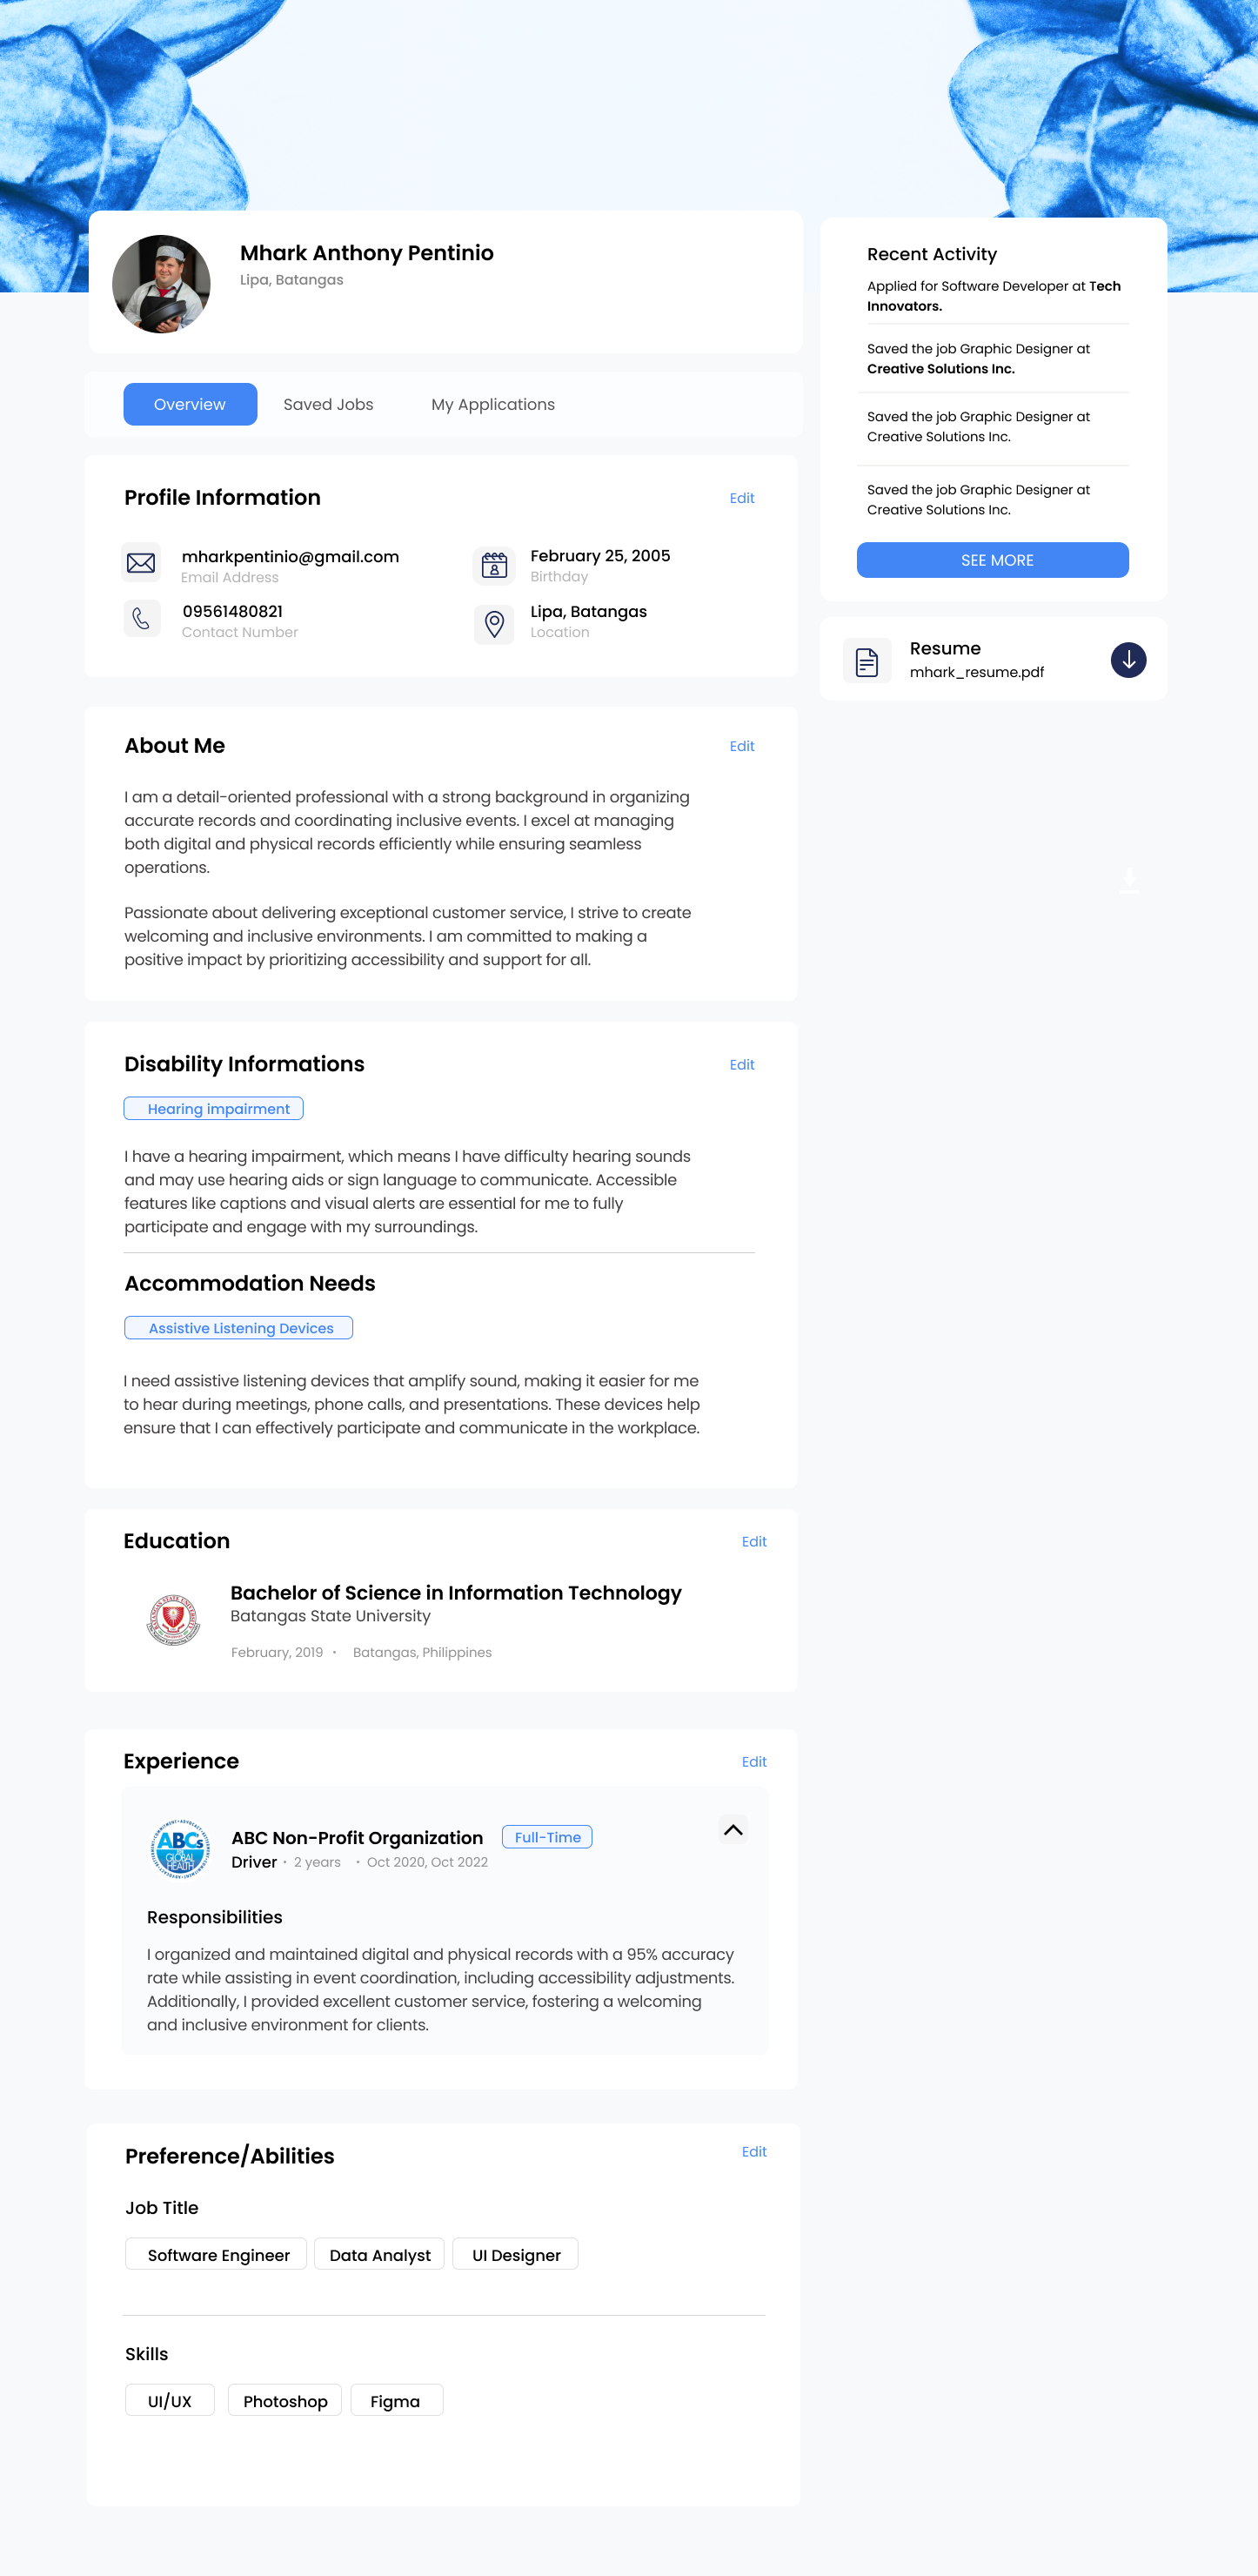 Mhark Anthony Pentinio
Lipa, Batangas
Overview
Saved Jobs
My Applications
Profile Information
Edit
mharkpentinio@gmail.com
Email Address
February 25, 2005
Birthday
09561480821
Contact Number
Lipa, Batangas
Location
About Me
Edit
I am a detail-oriented professional with a strong background in organizing
accurate records and coordinating inclusive events. I excel at managing
both digital and physical records efficiently while ensuring seamless
operations.
Passionate about delivering exceptional customer service, I strive to create
welcoming and inclusive environments. I am committed to making a
positive impact by prioritizing accessibility and support for all.
Disability Informations
Edit
Hearing impairment
I have a hearing impairment, which means I have difficulty hearing sounds
and may use hearing aids or sign language to communicate. Accessible
features like captions and visual alerts are essential for me to fully
participate and engage with my surroundings.
Accommodation Needs
Assistive Listening Devices
I need assistive listening devices that amplify sound, making it easier for me
to hear during meetings, phone calls, and presentations. These devices help
ensure that I can effectively participate and communicate in the workplace.
Education
Edit
Bachelor of Science in Information Technology
Batangas State University
February, 2019 • Batangas, Philippines
Experience
Edit
ABCs
GLOBAL
HEALTH
ABC Non-Profit Organization
Full-Time
Driver • 2 years • Oct 2020, Oct 2022
Responsibilities
I organized and maintained digital and physical records with a 95% accuracy
rate while assisting in event coordination, including accessibility adjustments.
Additionally, I provided excellent customer service, fostering a welcoming
and inclusive environment for clients.
Preference/Abilities
Edit
Job Title
Software Engineer
Data Analyst
UI Designer
Skills
UI/UX
Photoshop
Figma
Recent Activity
Applied for Software Developer at Tech
Innovators.
Saved the job Graphic Designer at
Creative Solutions Inc.
Saved the job Graphic Designer at
Creative Solutions Inc.
Saved the job Graphic Designer at
Creative Solutions Inc.
SEE MORE
Resume
mhark_resume.pdf